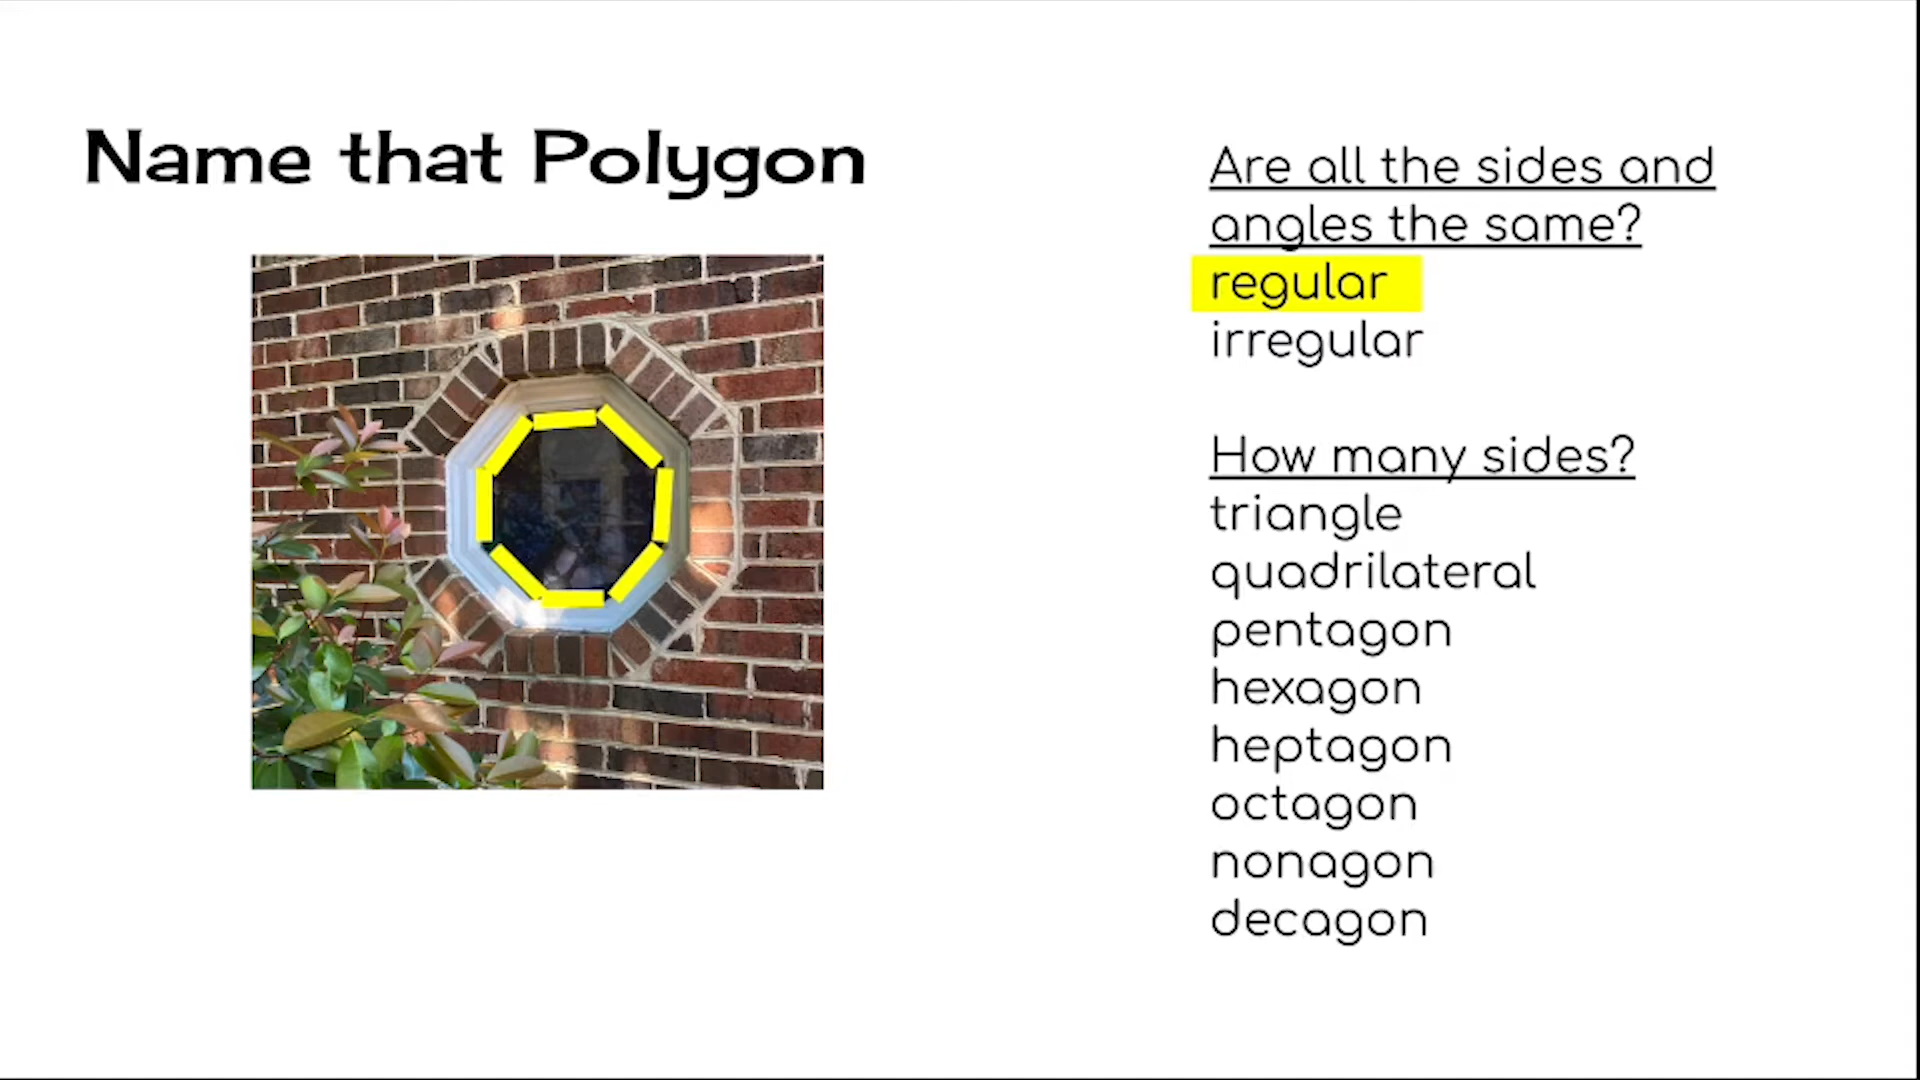 Name that Polygon
Are all the sides and
angles the same?
regular
irregular
How many sides?
triangle
quadrilateral
pentagon
hexagon
heptagon
octagon
nonagon
decagon